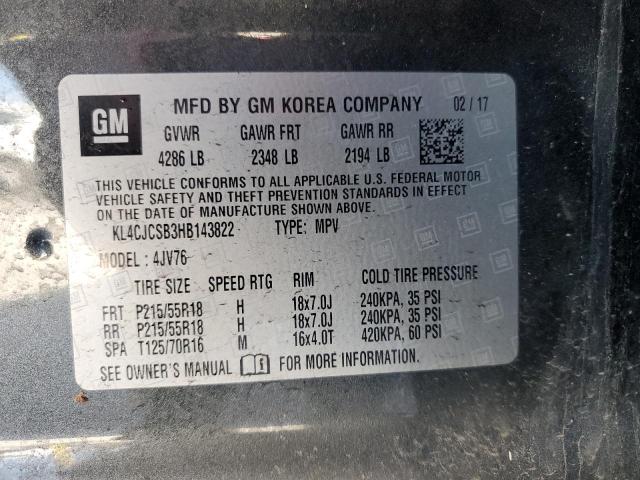 GM
MFD BY GM KOREA COMPANY 02 / 17
GVWR GAWR FRT GAWR RR
4286 LB 2348 LB 2194 LB
THIS VEHICLE CONFORMS TO ALL APPLICABLE U.S. FEDERAL MOTOR
VEHICLE SAFETY AND THEFT PREVENTION STANDARDS IN EFFECT
ON THE DATE OF MANUFACTURE SHOWN ABOVE.
KL4CJCSB3HB143822 TYPE: MPV
MODEL: 4JV76
TIRE SIZE SPEED RTG RIM COLD TIRE PRESSURE
FRT P215/55R18 H 18x7.0J 240KPA, 35 PSI
RR P215/55R18 H 18x7.0J 240KPA, 35 PSI
SPA T125/70R16 M 16x4.0T 420KPA, 60 PSI
SEE OWNER'S MANUAL FOR MORE INFORMATION.